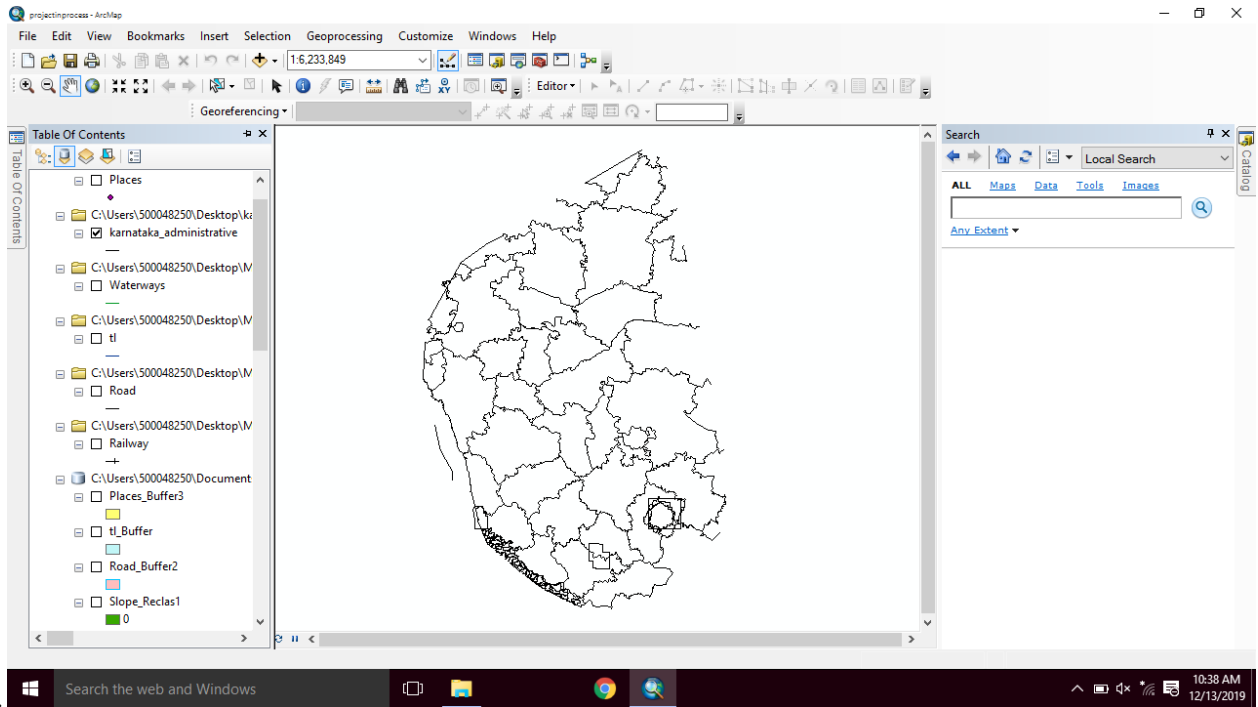 projectinprocess - ArcMap
File Edit View Bookmarks Insert Selection Geoprocessing Customize Windows Help
1:6,233,849
Editor
Georeferencing
Table Of Contents
Table Of Contents
Places
C:\Users\500048250\Desktop\ka
karnataka_administrative
C:\Users\500048250\Desktop\M
Waterways
C:\Users\500048250\Desktop\M
tl
C:\Users\500048250\Desktop\M
Road
C:\Users\500048250\Desktop\M
Railway
C:\Users\500048250\Document
Places_Buffer3
tl_Buffer
Road_Buffer2
Slope_Reclas1
0
Search
Local Search
ALL Maps Data Tools Images
Any Extent
Catalog
Search the web and Windows
10:38 AM
12/13/2019